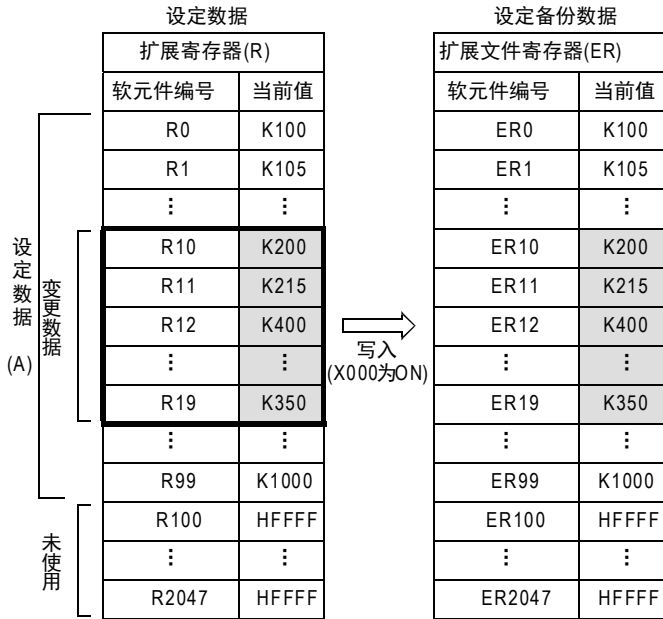 设定数据 设定备份数据
扩展寄存器(R) 扩展文件寄存器(ER)
软元件编号 当前值 软元件编号 当前值
R0 K100 ER0 K100
R1 K105 ER1 K105
⋮ ⋮ ⋮ ⋮
R10 K200 ER10 K200
R11 K215 ER11 K215
R12 K400 ER12 K400
⋮ ⋮ ⋮ ⋮
R19 K350 ER19 K350
⋮ ⋮ ⋮ ⋮
R99 K1000 ER99 K1000
R100 HFFFF ER100 HFFFF
⋮ ⋮ ⋮ ⋮
R2047 HFFFF ER2047 HFFFF
设定数据
(A)
变更数据
未使用
写入
(X000为ON)